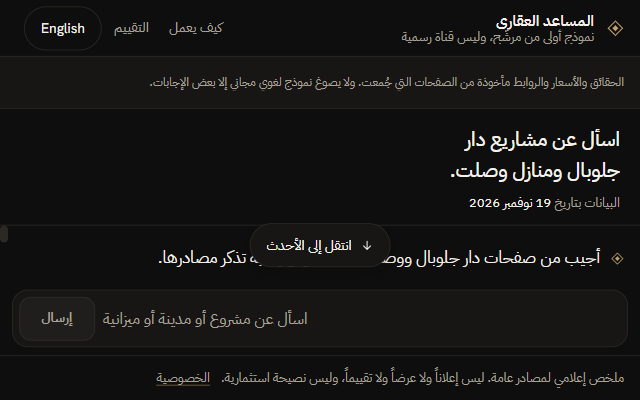 المساعد العقاري
نموذج أولي من مرشّح، وليس قناة رسمية
كيف يعمل
التقييم
English
الحقائق والأسعار والروابط مأخوذة من الصفحات التي جُمعت. ولا يصوغ نموذج لغوي مجاني إلا بعض الإجابات.
اسأل عن مشاريع دار
جلوبال ومنازل وصلت.
البيانات بتاريخ 19 نوفمبر 2026
انتقل إلى الأحدث
أجيب من صفحات دار جلوبال تذكر مصادرها.
اسأل عن مشروع أو مدينة أو ميزانية
إرسال
ملخص إعلامي لمصادر عامة. ليس إعلاناً ولا عرضاً ولا تقييماً، وليس نصيحة استثمارية. الخصوصية